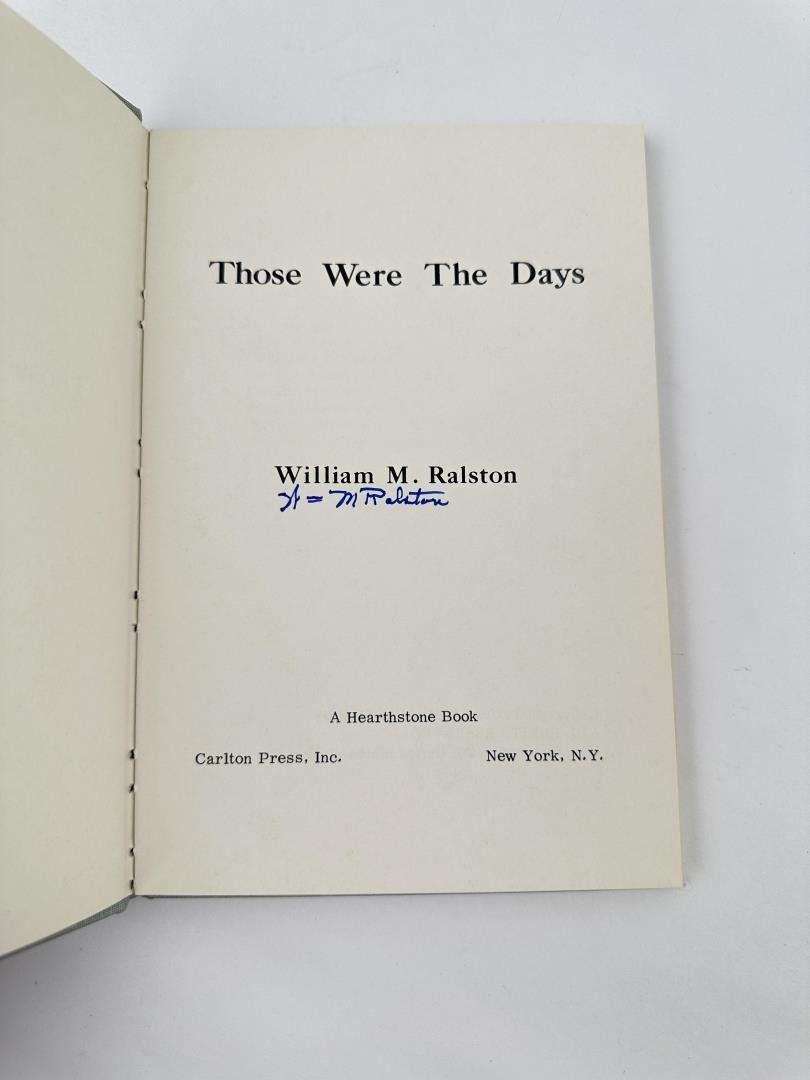 Those Were The Days
William M. Ralston
M Ralston
A Hearthstone Book
Carlton Press, Inc. New York, N.Y.